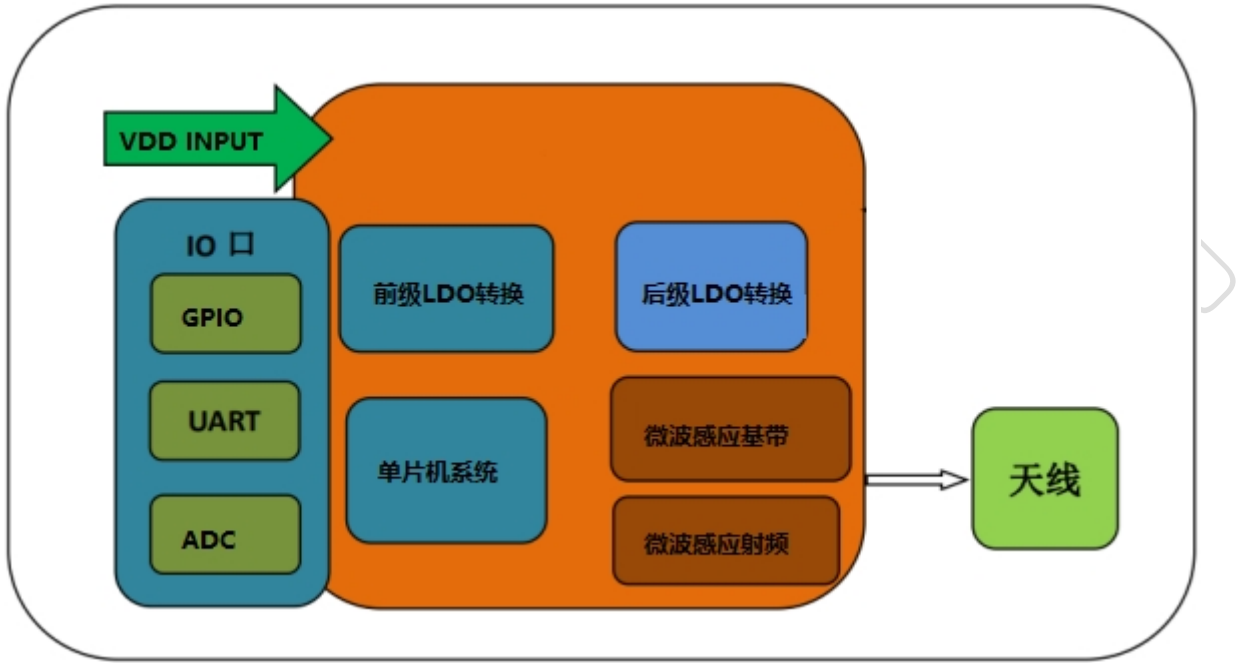 VDD INPUT
IO 口
GPIO
UART
ADC
前级LDO转换
后级LDO转换
单片机系统
微波感应基带
微波感应射频
天线